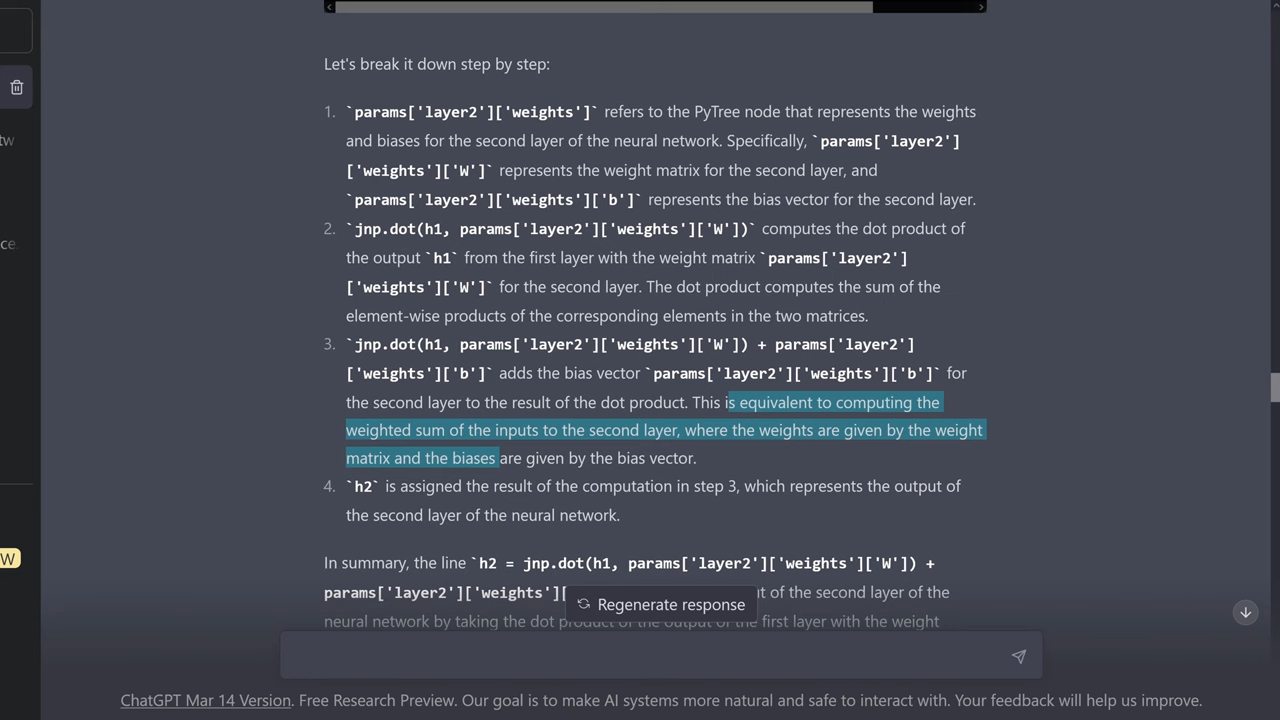 Let's break it down step by step:
1. `params['layer2']['weights']` refers to the PyTree node that represents the weights
and biases for the second layer of the neural network. Specifically, `params['layer2']
['weights']['W']` represents the weight matrix for the second layer, and
`params['layer2']['weights']['b']` represents the bias vector for the second layer.
2. `jnp.dot(h1, params['layer2']['weights']['W'])` computes the dot product of
the output `h1` from the first layer with the weight matrix `params['layer2']
['weights']['W']` for the second layer. The dot product computes the sum of the
element-wise products of the corresponding elements in the two matrices.
3. `jnp.dot(h1, params['layer2']['weights']['W']) + params['layer2']
['weights']['b']` adds the bias vector `params['layer2']['weights']['b']` for
the second layer to the result of the dot product. This is equivalent to computing the
weighted sum of the inputs to the second layer, where the weights are given by the weight
matrix and the biases are given by the bias vector.
4. `h2` is assigned the result of the computation in step 3, which represents the output of
the second layer of the neural network.
In summary, the line `h2 = jnp.dot(h1, params['layer2']['weights']['W']) +
params['layer2']['weights'][ of the second layer of the
neural network by taking the dot product of the output of the first layer with the weight
Regenerate response
ChatGPT Mar 14 Version. Free Research Preview. Our goal is to make AI systems more natural and safe to interact with. Your feedback will help us improve.
tw
ce.
W